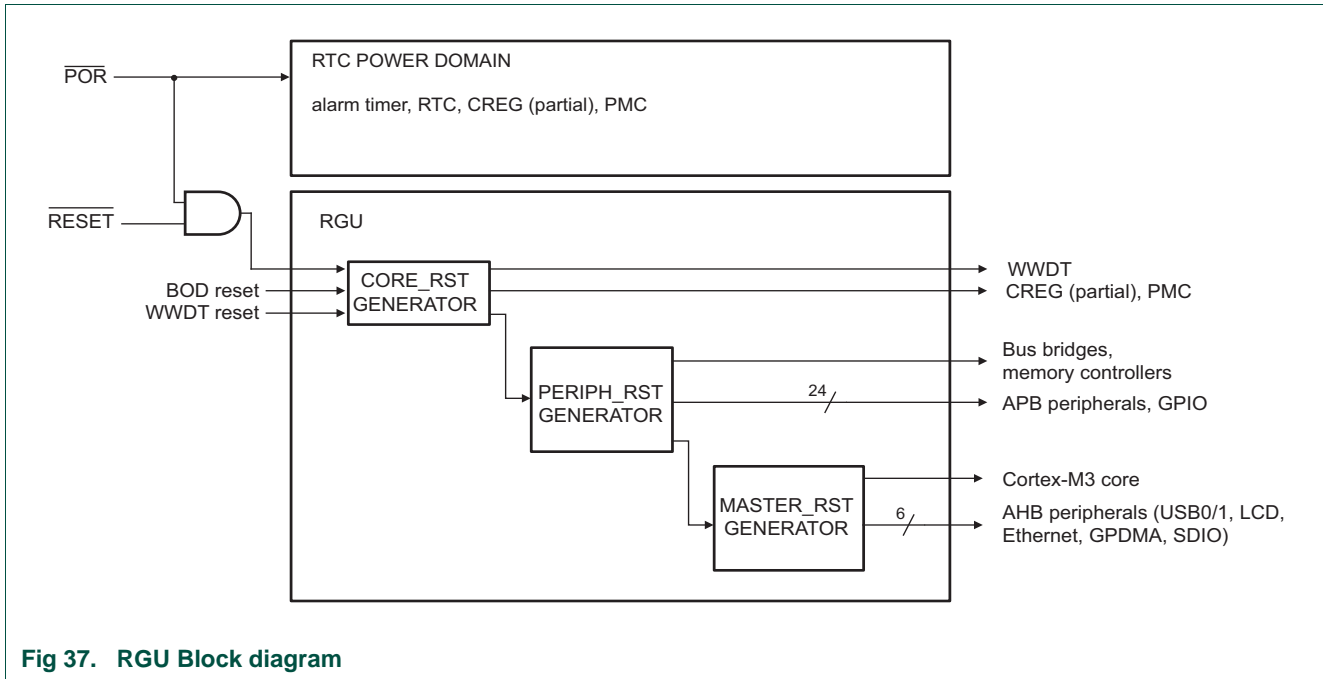 POR
RTC POWER DOMAIN
alarm timer, RTC, CREG (partial), PMC
RESET
RGU
BOD reset
WWDT reset
CORE_RST
GENERATOR
WWDT
CREG (partial), PMC
PERIPH_RST
GENERATOR
Bus bridges,
memory controllers
24
APB peripherals, GPIO
MASTER_RST
GENERATOR
Cortex-M3 core
6
AHB peripherals (USB0/1, LCD,
Ethernet, GPDMA, SDIO)
Fig 37. RGU Block diagram